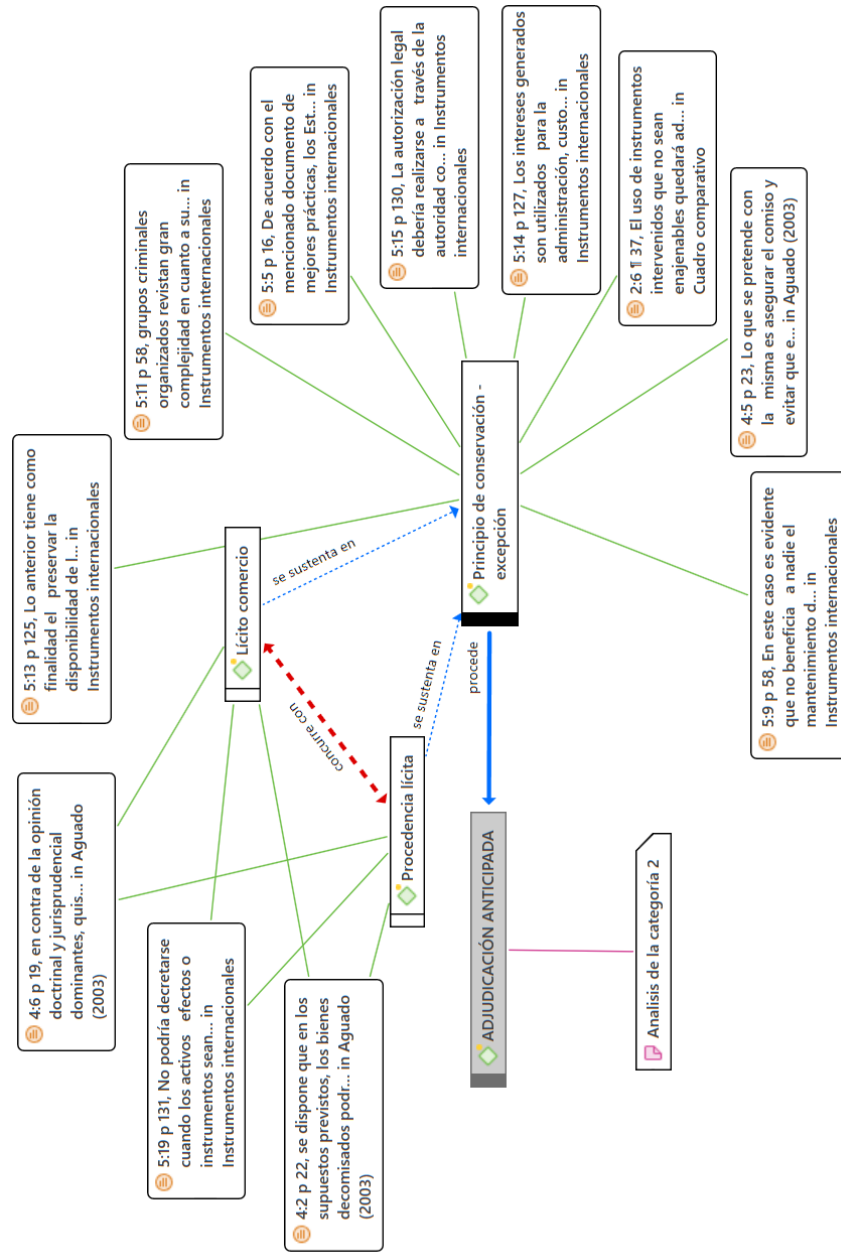 4:6 p 19, en contra de la opinión
doctrinal y jurisprudencial
dominantes, quis... in Aguado
(2003)
5:13 p 125, Lo anterior tiene como
finalidad el preservar la
disponibilidad de l... in
Instrumentos internacionales
5:11 p 58, grupos criminales
organizados revistan gran
complejidad en cuanto a su... in
Instrumentos internacionales
5:5 p 16, De acuerdo con el
mencionado documento de
mejores prácticas, los Est... in
Instrumentos internacionales
5:15 p 130, La autorización legal
debería realizarse a través de la
autoridad co... in Instrumentos
internacionales
5:14 p 127, Los intereses generados
son utilizados para la
administración, custo... in
Instrumentos internacionales
2:6 ¶ 37, El uso de instrumentos
intervenidos que no sean
enajenables quedará ad... in
Cuadro comparativo
4:5 p 23, Lo que se pretende con
la misma es asegurar el comiso y
evitar que e... in Aguado (2003)
5:9 p 58, En este caso es evidente
que no beneficia a nadie el
mantenimiento d... in
Instrumentos internacionales
5:19 p 131, No podría decretarse
cuando los activos efectos o
instrumentos sean... in
Instrumentos internacionales
4:2 p 22, se dispone que en los
supuestos previstos, los bienes
decomisados podr... in Aguado
(2003)
Lícito comercio
se sustenta en
concurre con
Procedencia lícita
se sustenta en
Principio de conservación -
excepción
procede
ADJUDICACIÓN ANTICIPADA
Analisis de la categoría 2